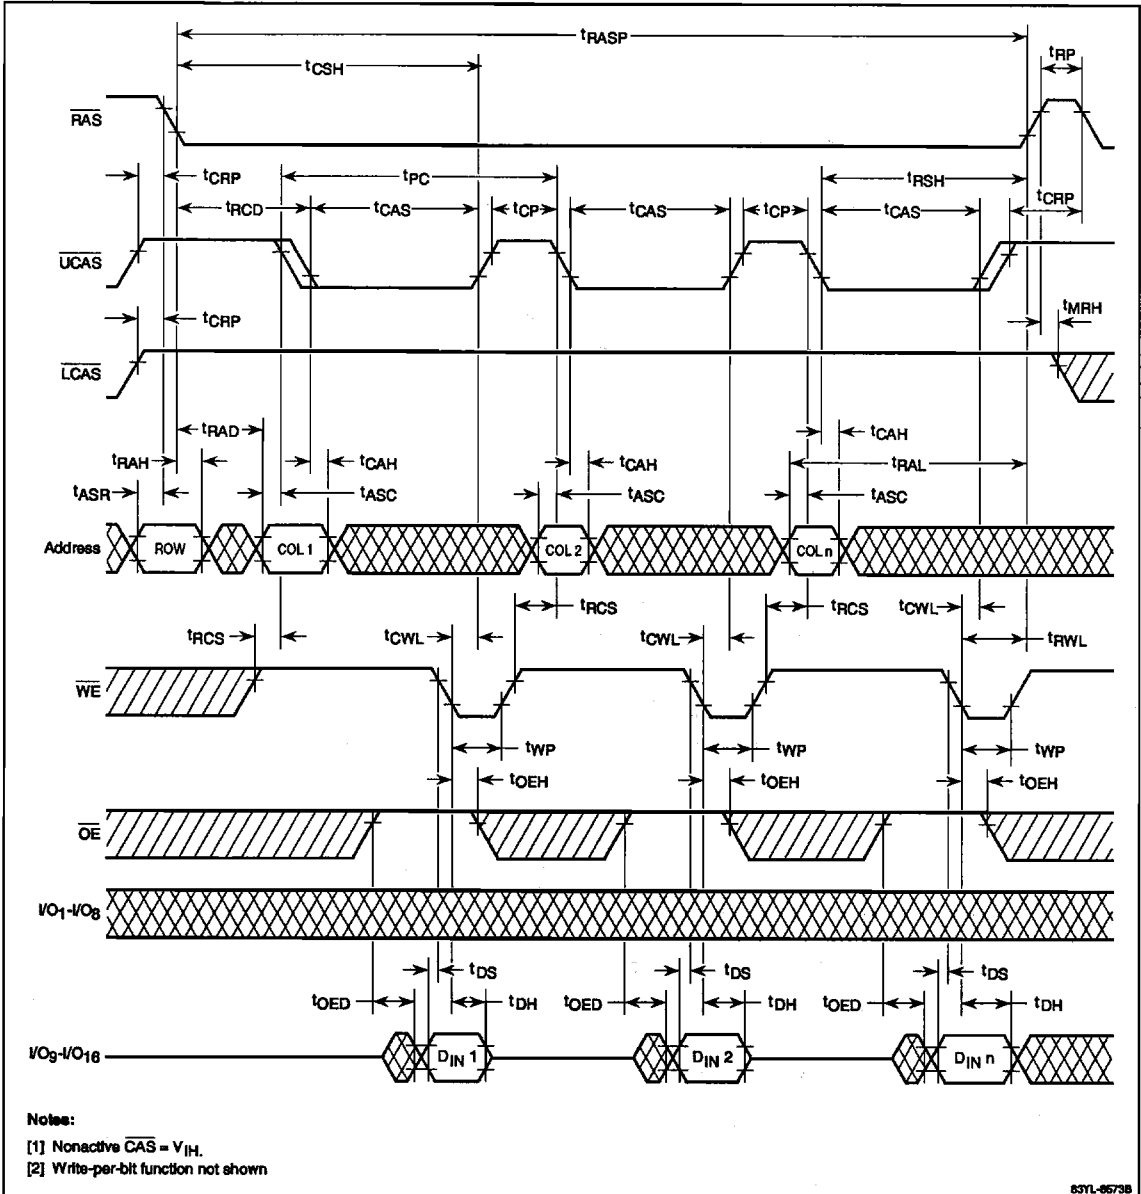 tRASP
tCSH
tRP
RAS
tCRP
tPC
tRSH
tRCD
tCAS
tCP
tCAS
tCP
tCAS
tCRP
UCAS
tCRP
tMRH
LCAS
tRAD
tCAH
tRAH
tCAH
tCAH
tRAL
tASR
tASC
tASC
tASC
Address
ROW
COL 1
COL 2
COL n
tRCS
tRCS
tCWL
tRCS
tCWL
tCWL
tRWL
WE
tWP
tWP
tWP
tOEH
tOEH
tOEH
OE
I/O1-I/O8
tDS
tDS
tDS
tOED
tDH
tOED
tDH
tOED
tDH
I/O9-I/O16
DIN 1
DIN 2
DIN n
Notes:
[1] Nonactive CAS = VIH.
[2] Write-per-bit function not shown
83YL-8573B